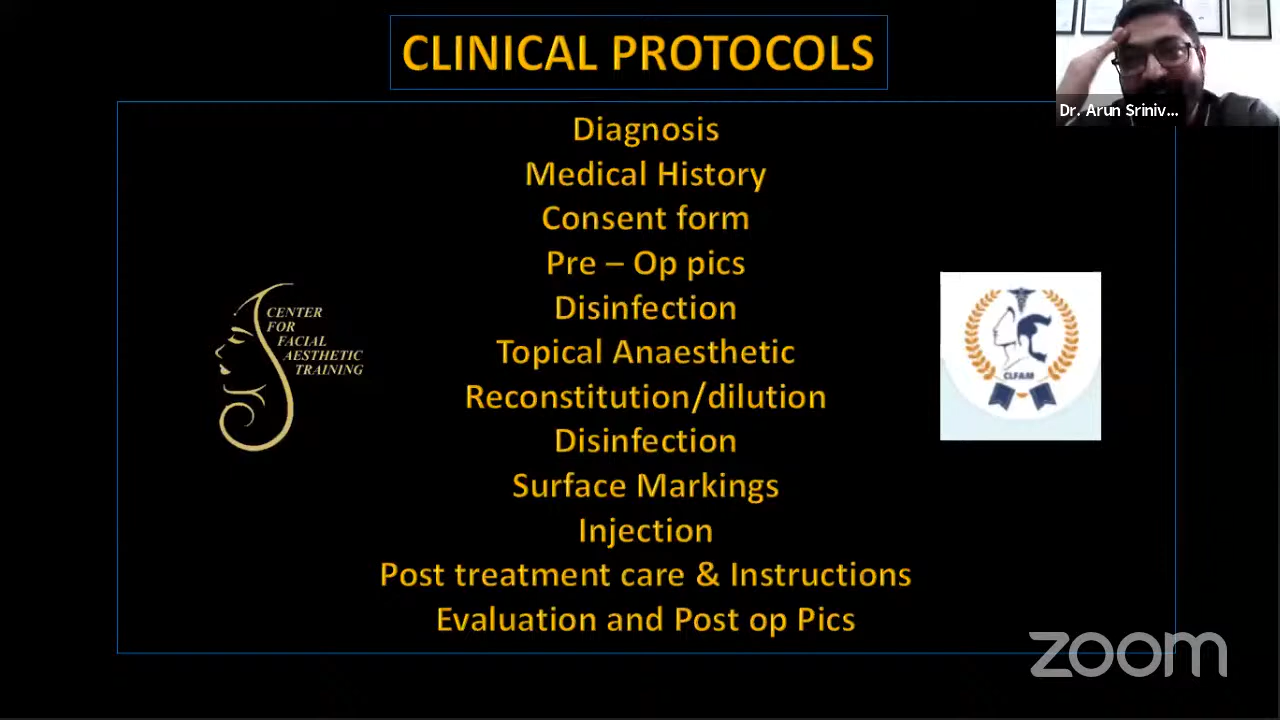 CLINICAL PROTOCOLS
Dr. Arun Sriniv...
Diagnosis
Medical History
Consent form
Pre – Op pics
Disinfection
Topical Anaesthetic
Reconstitution/dilution
Disinfection
Surface Markings
Injection
Post treatment care & Instructions
Evaluation and Post op Pics
CENTER
FOR
FACIAL
AESTHETIC
TRAINING
CLFAM
zoom